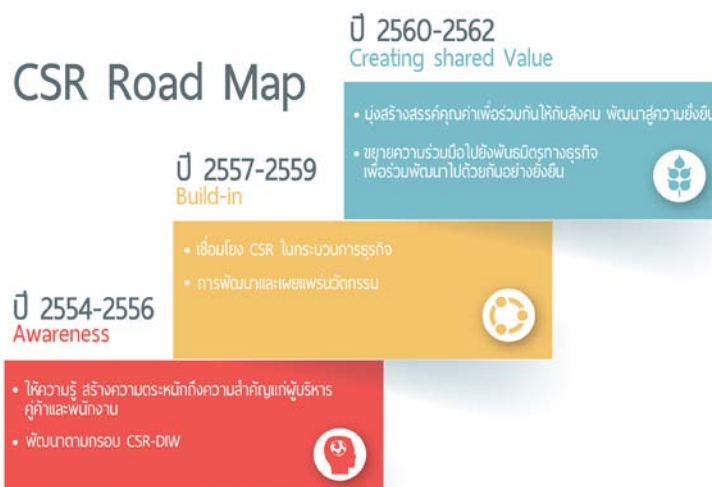 CSR Road Map
ปี 2560-2562
Creating shared Value
• มุ่งสร้างสรรค์คุณค่าเพื่อร่วมกันให้กับสังคม พัฒนาสู่ความยั่งยืน
• ขยายความร่วมมือไปยังพันธมิตรทางธุรกิจ
เพื่อร่วมพัฒนาไปด้วยกันอย่างยั่งยืน
ปี 2557-2559
Build-in
• เชื่อมโยง CSR ในกระบวนการธุรกิจ
• การพัฒนาและเผยแพร่นวัตกรรม
ปี 2554-2556
Awareness
• ให้ความรู้ สร้างความตระหนักถึงความสำคัญแก่ผู้บริหาร
คู่ค้าและพนักงาน
• พัฒนาตามกรอบ CSR-DIW